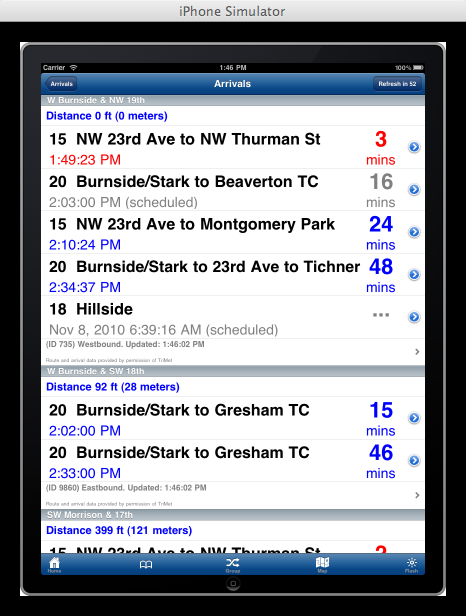 iPhone Simulator
Carrier 1:46 PM 100%
Arrivals Arrivals Refresh in 52
W Burnside & NW 19th
Distance 0 ft (0 meters)
15 NW 23rd Ave to NW Thurman St 3
1:49:23 PM mins
20 Burnside/Stark to Beaverton TC 16
2:03:00 PM (scheduled) mins
15 NW 23rd Ave to Montgomery Park 24
2:10:24 PM mins
20 Burnside/Stark to 23rd Ave to Tichner 48
2:34:37 PM mins
18 Hillside ...
Nov 8, 2010 6:39:16 AM (scheduled)
(ID 735) Westbound. Updated: 1:46:02 PM
Route and arrival data provided by permission of TriMet
W Burnside & SW 18th
Distance 92 ft (28 meters)
20 Burnside/Stark to Gresham TC 15
2:02:00 PM mins
20 Burnside/Stark to Gresham TC 46
2:33:00 PM mins
(ID 9860) Eastbound. Updated: 1:46:02 PM
Route and arrival data provided by permission of TriMet
SW Morrison & 17th
Distance 399 ft (121 meters)
15 NW 23rd Ave to NW Thurman St 2
Home Group Map Flash